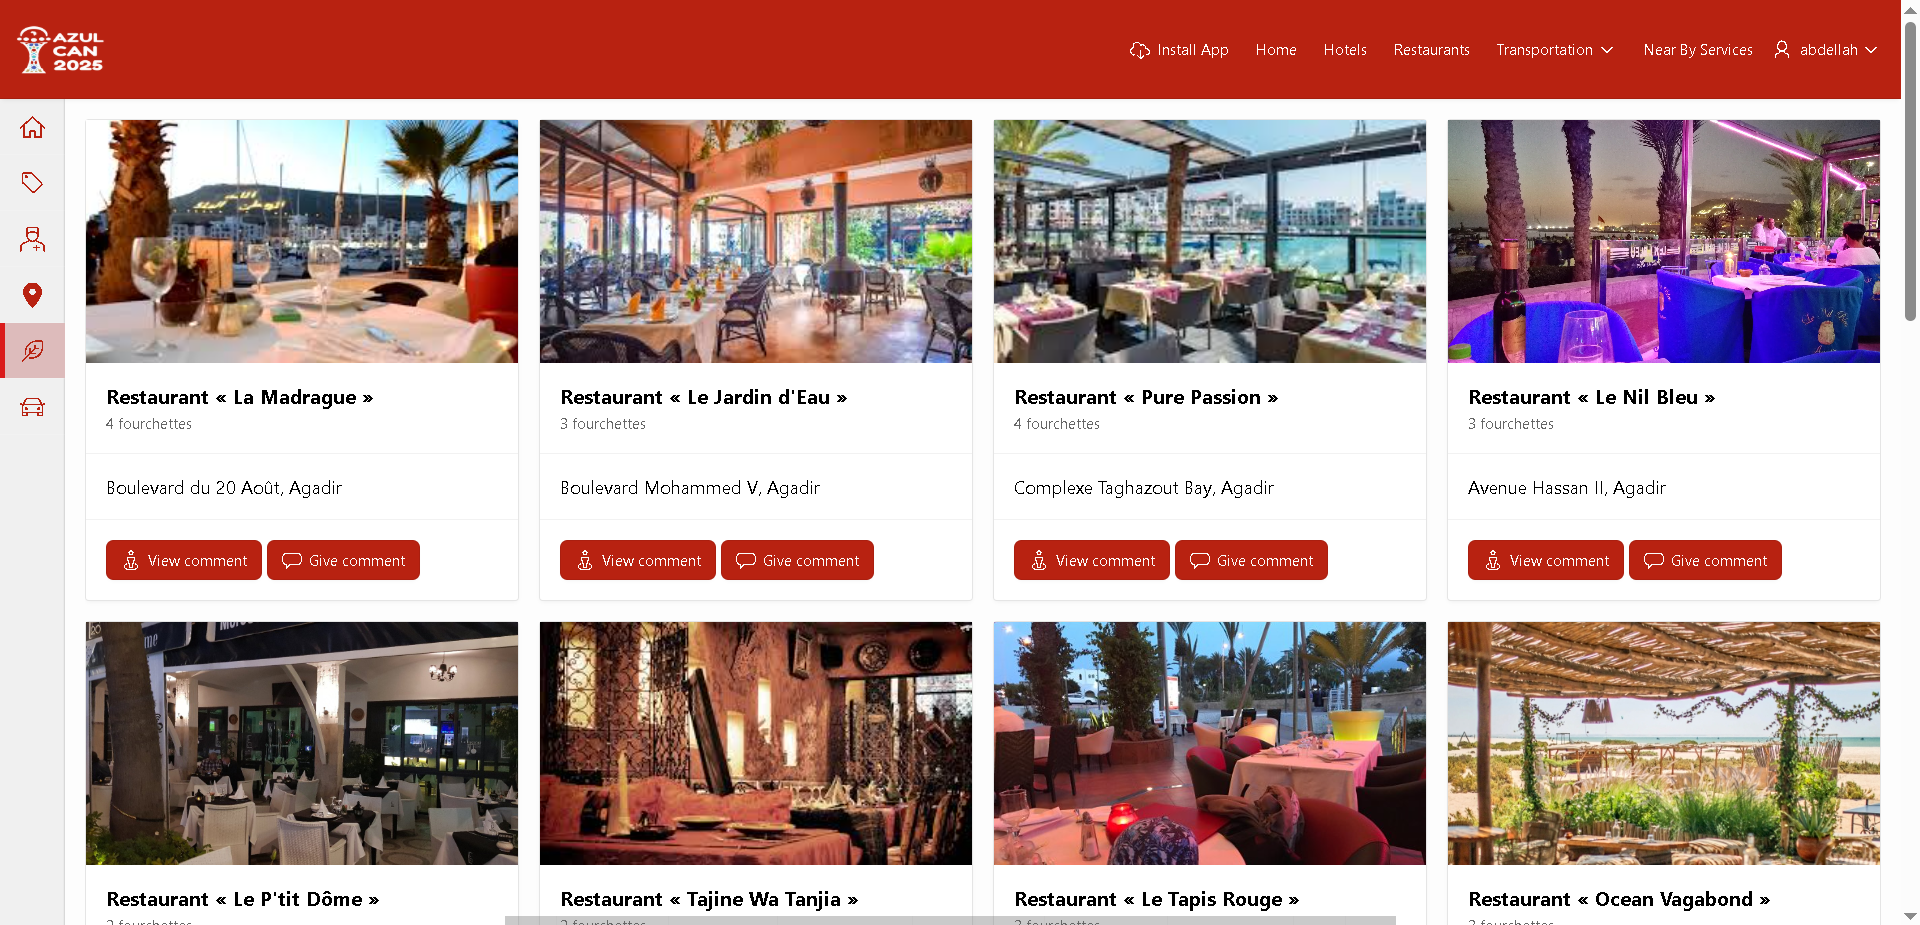 AZUL
CAN
2025
Install App
Home
Hotels
Restaurants
Transportation
Near By Services
abdellah
Restaurant « La Madrague »
4 fourchettes
Boulevard du 20 Août, Agadir
View comment
Give comment
Restaurant « Le Jardin d'Eau »
3 fourchettes
Boulevard Mohammed V, Agadir
View comment
Give comment
Restaurant « Pure Passion »
4 fourchettes
Complexe Taghazout Bay, Agadir
View comment
Give comment
Restaurant « Le Nil Bleu »
3 fourchettes
Avenue Hassan II, Agadir
View comment
Give comment
Restaurant « Le P'tit Dôme »
Restaurant « Tajine Wa Tanjia »
Restaurant « Le Tapis Rouge »
Restaurant « Ocean Vagabond »